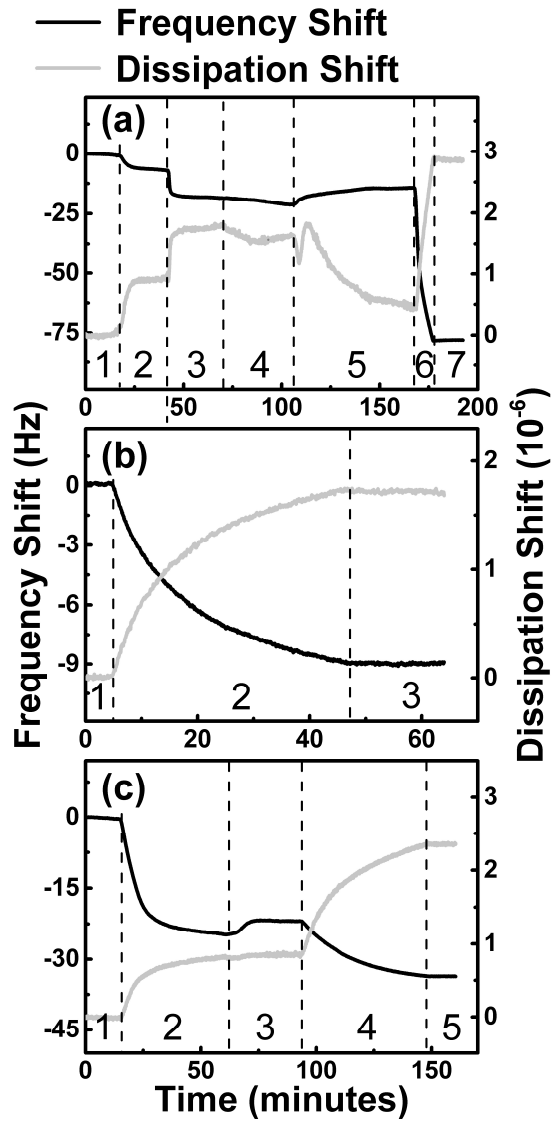 Frequency Shift
Dissipation Shift
(a)
0
-25
-50
-75
3
2
1
0
1 2 3 4 5 6 7
0 50 100 150 200
(b)
0
-3
-6
-9
2
1
0
1 2 3
0 20 40 60
(c)
0
-15
-30
-45
3
2
1
0
1 2 3 4 5
0 50 100 150
Frequency Shift (Hz)
Dissipation Shift (10⁻⁶)
Time (minutes)